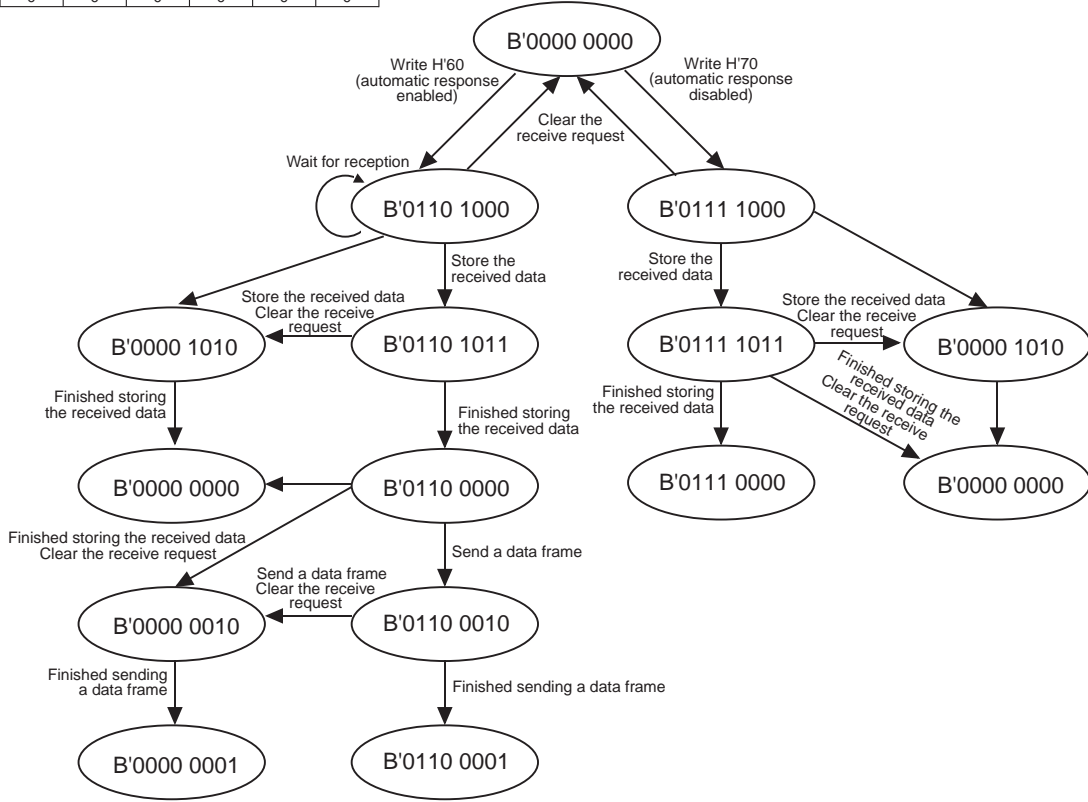 B'0000 0000
Write H'60
(automatic response
enabled)
Write H'70
(automatic response
disabled)
Clear the
receive request
Wait for reception
B'0110 1000
B'0111 1000
Store the
received data
Store the
received data
Store the received data
Clear the receive
request
Store the received data
Clear the receive
request
B'0000 1010
B'0110 1011
B'0111 1011
B'0000 1010
Finished storing
the received data
Finished storing
the received data
Finished storing
the received data
Finished storing the
received data
Clear the receive
request
B'0000 0000
B'0110 0000
B'0111 0000
B'0000 0000
Finished storing the received data
Clear the receive request
Send a data frame
Send a data frame
Clear the receive
request
B'0000 0010
B'0110 0010
Finished sending
a data frame
Finished sending a data frame
B'0000 0001
B'0110 0001